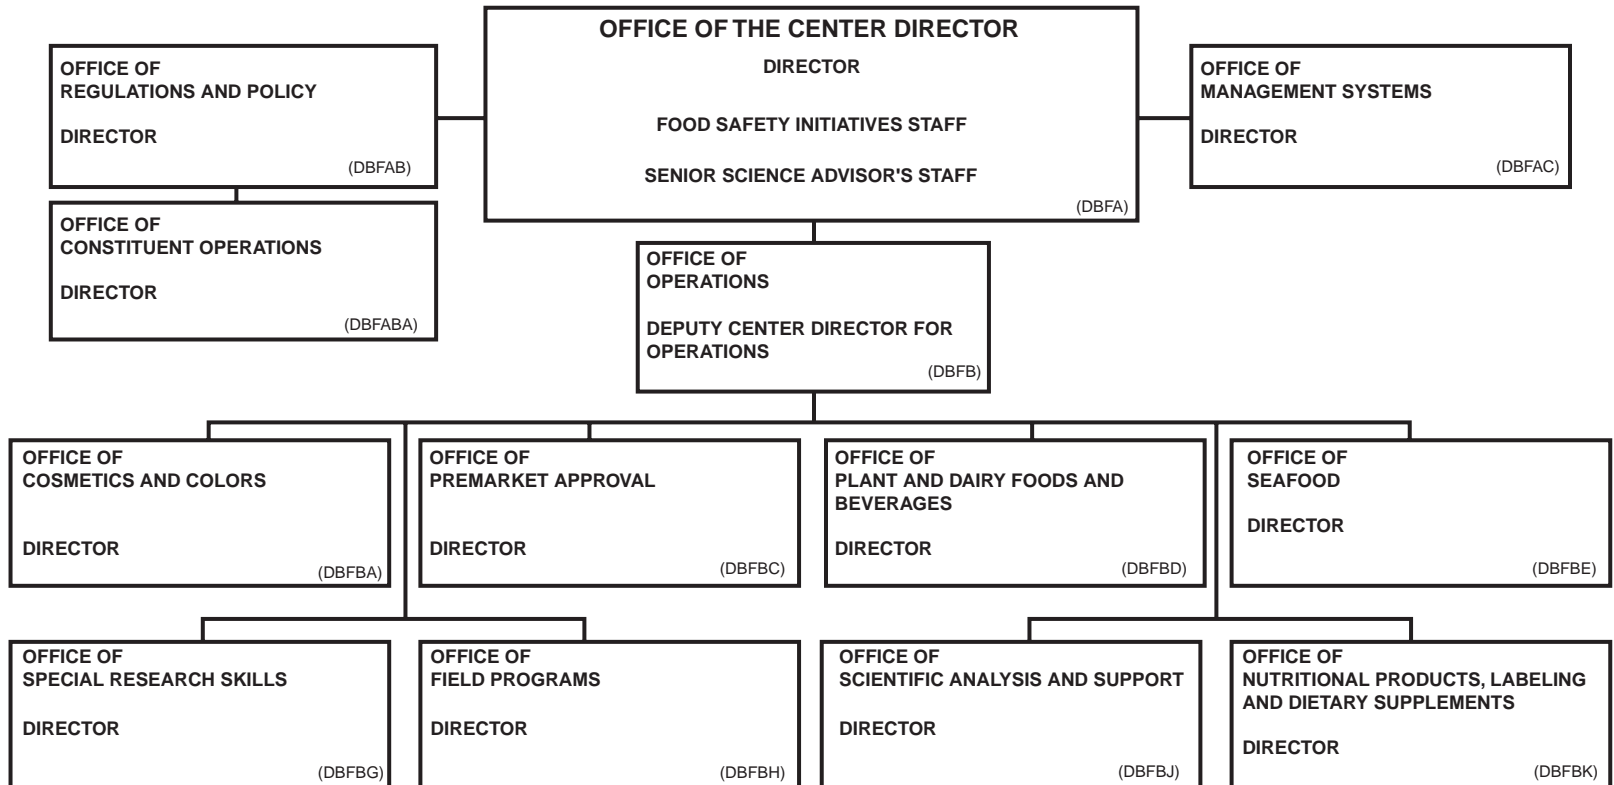 OFFICE OF THE CENTER DIRECTOR
DIRECTOR
FOOD SAFETY INITIATIVES STAFF
SENIOR SCIENCE ADVISOR'S STAFF
(DBFA)
OFFICE OF
REGULATIONS AND POLICY
DIRECTOR
(DBFAB)
OFFICE OF
MANAGEMENT SYSTEMS
DIRECTOR
(DBFAC)
OFFICE OF
CONSTITUENT OPERATIONS
DIRECTOR
(DBFABA)
OFFICE OF
OPERATIONS
DEPUTY CENTER DIRECTOR FOR
OPERATIONS
(DBFB)
OFFICE OF
COSMETICS AND COLORS
DIRECTOR
(DBFBA)
OFFICE OF
PREMARKET APPROVAL
DIRECTOR
(DBFBC)
OFFICE OF
PLANT AND DAIRY FOODS AND
BEVERAGES
DIRECTOR
(DBFBD)
OFFICE OF
SEAFOOD
DIRECTOR
(DBFBE)
OFFICE OF
SPECIAL RESEARCH SKILLS
DIRECTOR
(DBFBG)
OFFICE OF
FIELD PROGRAMS
DIRECTOR
(DBFBH)
OFFICE OF
SCIENTIFIC ANALYSIS AND SUPPORT
DIRECTOR
(DBFBJ)
OFFICE OF
NUTRITIONAL PRODUCTS, LABELING
AND DIETARY SUPPLEMENTS
DIRECTOR
(DBFBK)